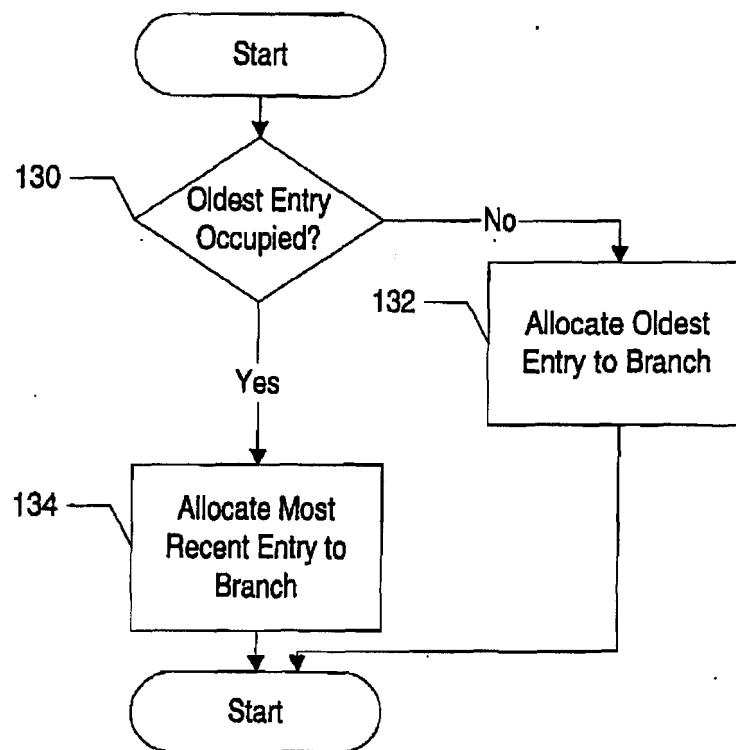 Start
130
Oldest Entry
Occupied?
No
132
Allocate Oldest
Entry to Branch
Yes
134
Allocate Most
Recent Entry to
Branch
Start